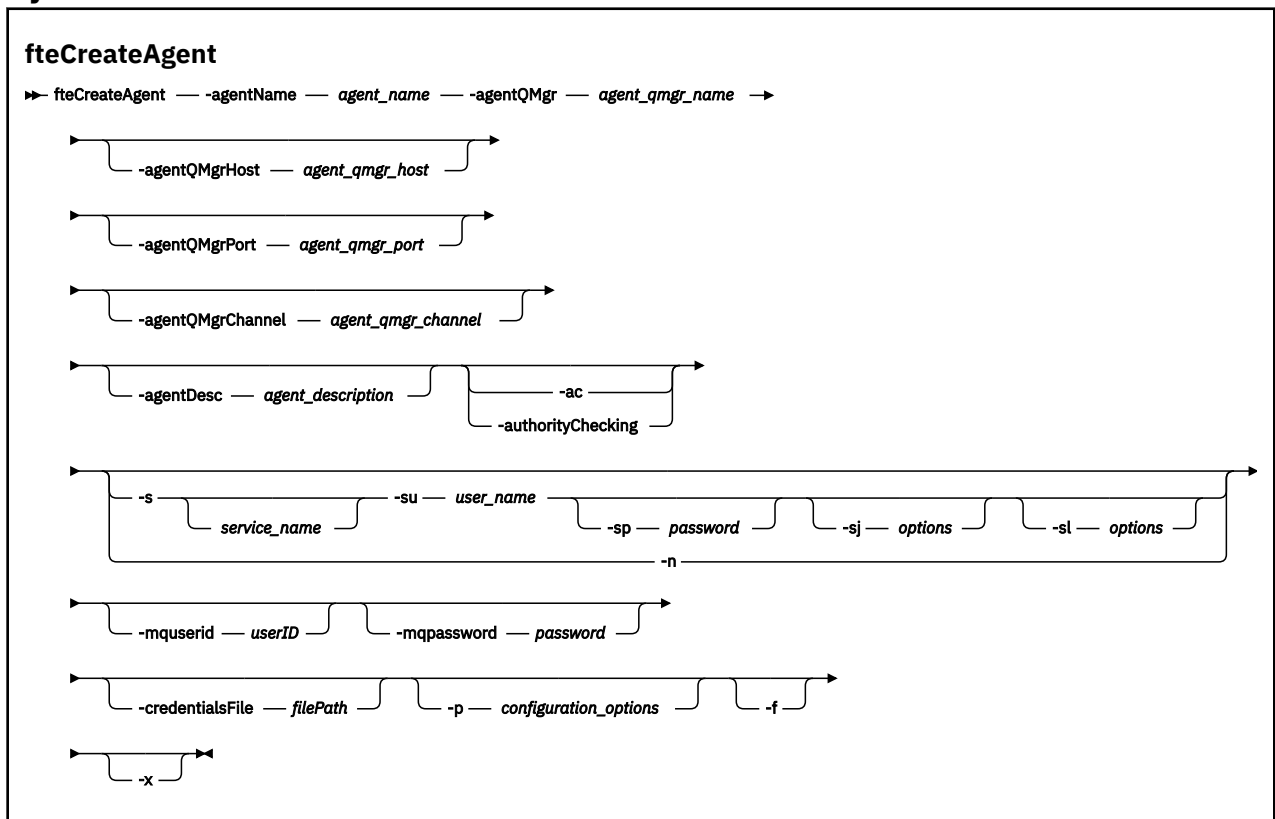 fteCreateAgent
fteCreateAgent -agentName agent_name -agentQMgr agent_qmgr_name
-agentQMgrHost agent_qmgr_host
-agentQMgrPort agent_qmgr_port
-agentQMgrChannel agent_qmgr_channel
-agentDesc agent_description -ac
-authorityChecking
-s service_name -su user_name -sp password -sj options -sl options
-n
-mquserid userID -mqpassword password
-credentialsFile filePath -p configuration_options -f
-x